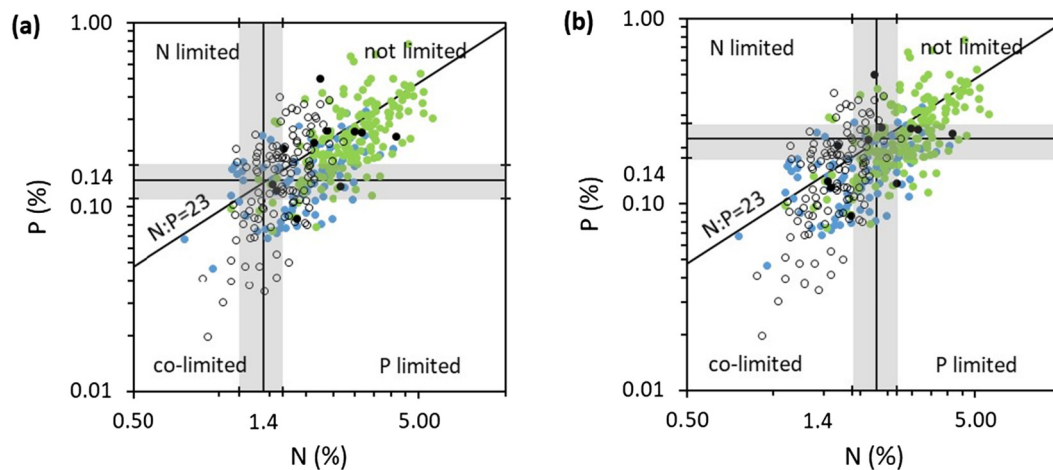 (a)
1.00
N limited
not limited
0.14
0.10
P (%)
N:P=23
co-limited
P limited
0.01
0.50
1.4
5.00
N (%)
(b)
1.00
N limited
not limited
0.14
0.10
P (%)
N:P=23
co-limited
P limited
0.01
0.50
1.4
5.00
N (%)